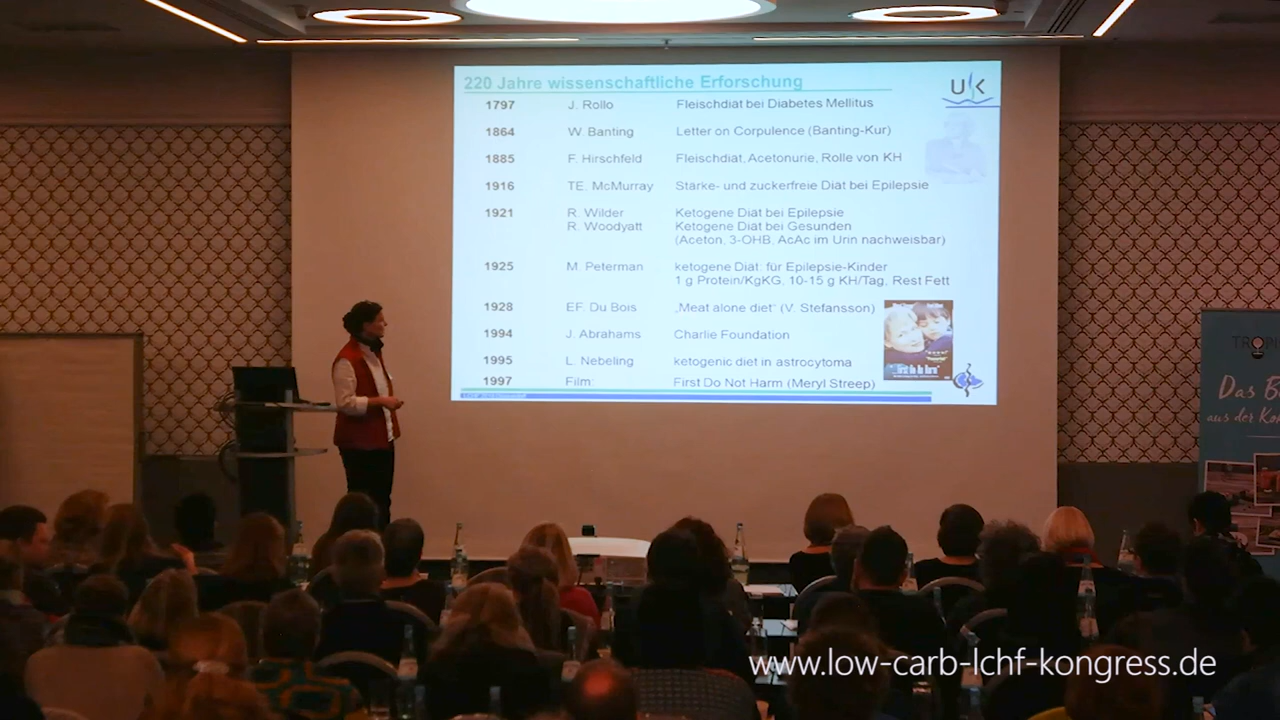 220 Jahre wissenschaftliche Erforschung
UK
1797 J. Rollo Fleischdiät bei Diabetes Mellitus
1864 W. Banting Letter on Corpulence (Banting-Kur)
1885 F. Hirschfeld Fleischdiät, Acetonurie, Rolle von KH
1916 TE. McMurray Stärke- und zuckerfreie Diät bei Epilepsie
1921 R. Wilder Ketogene Diät bei Epilepsie
R. Woodyatt Ketogene Diät bei Gesunden
(Aceton, 3-OHB, AcAc im Urin nachweisbar)
1925 M. Peterman ketogene Diät: für Epilepsie-Kinder
1 g Protein/KgKG, 10-15 g KH/Tag, Rest Fett
1928 EF. Du Bois „Meat alone diet“ (V. Stefansson)
1994 J. Abrahams Charlie Foundation
1995 L. Nebeling ketogenic diet in astrocytoma
1997 Film: First Do Not Harm (Meryl Streep)
...First Do No Harm
Das B
aus der Ko
www.low-carb-lchf-kongress.de